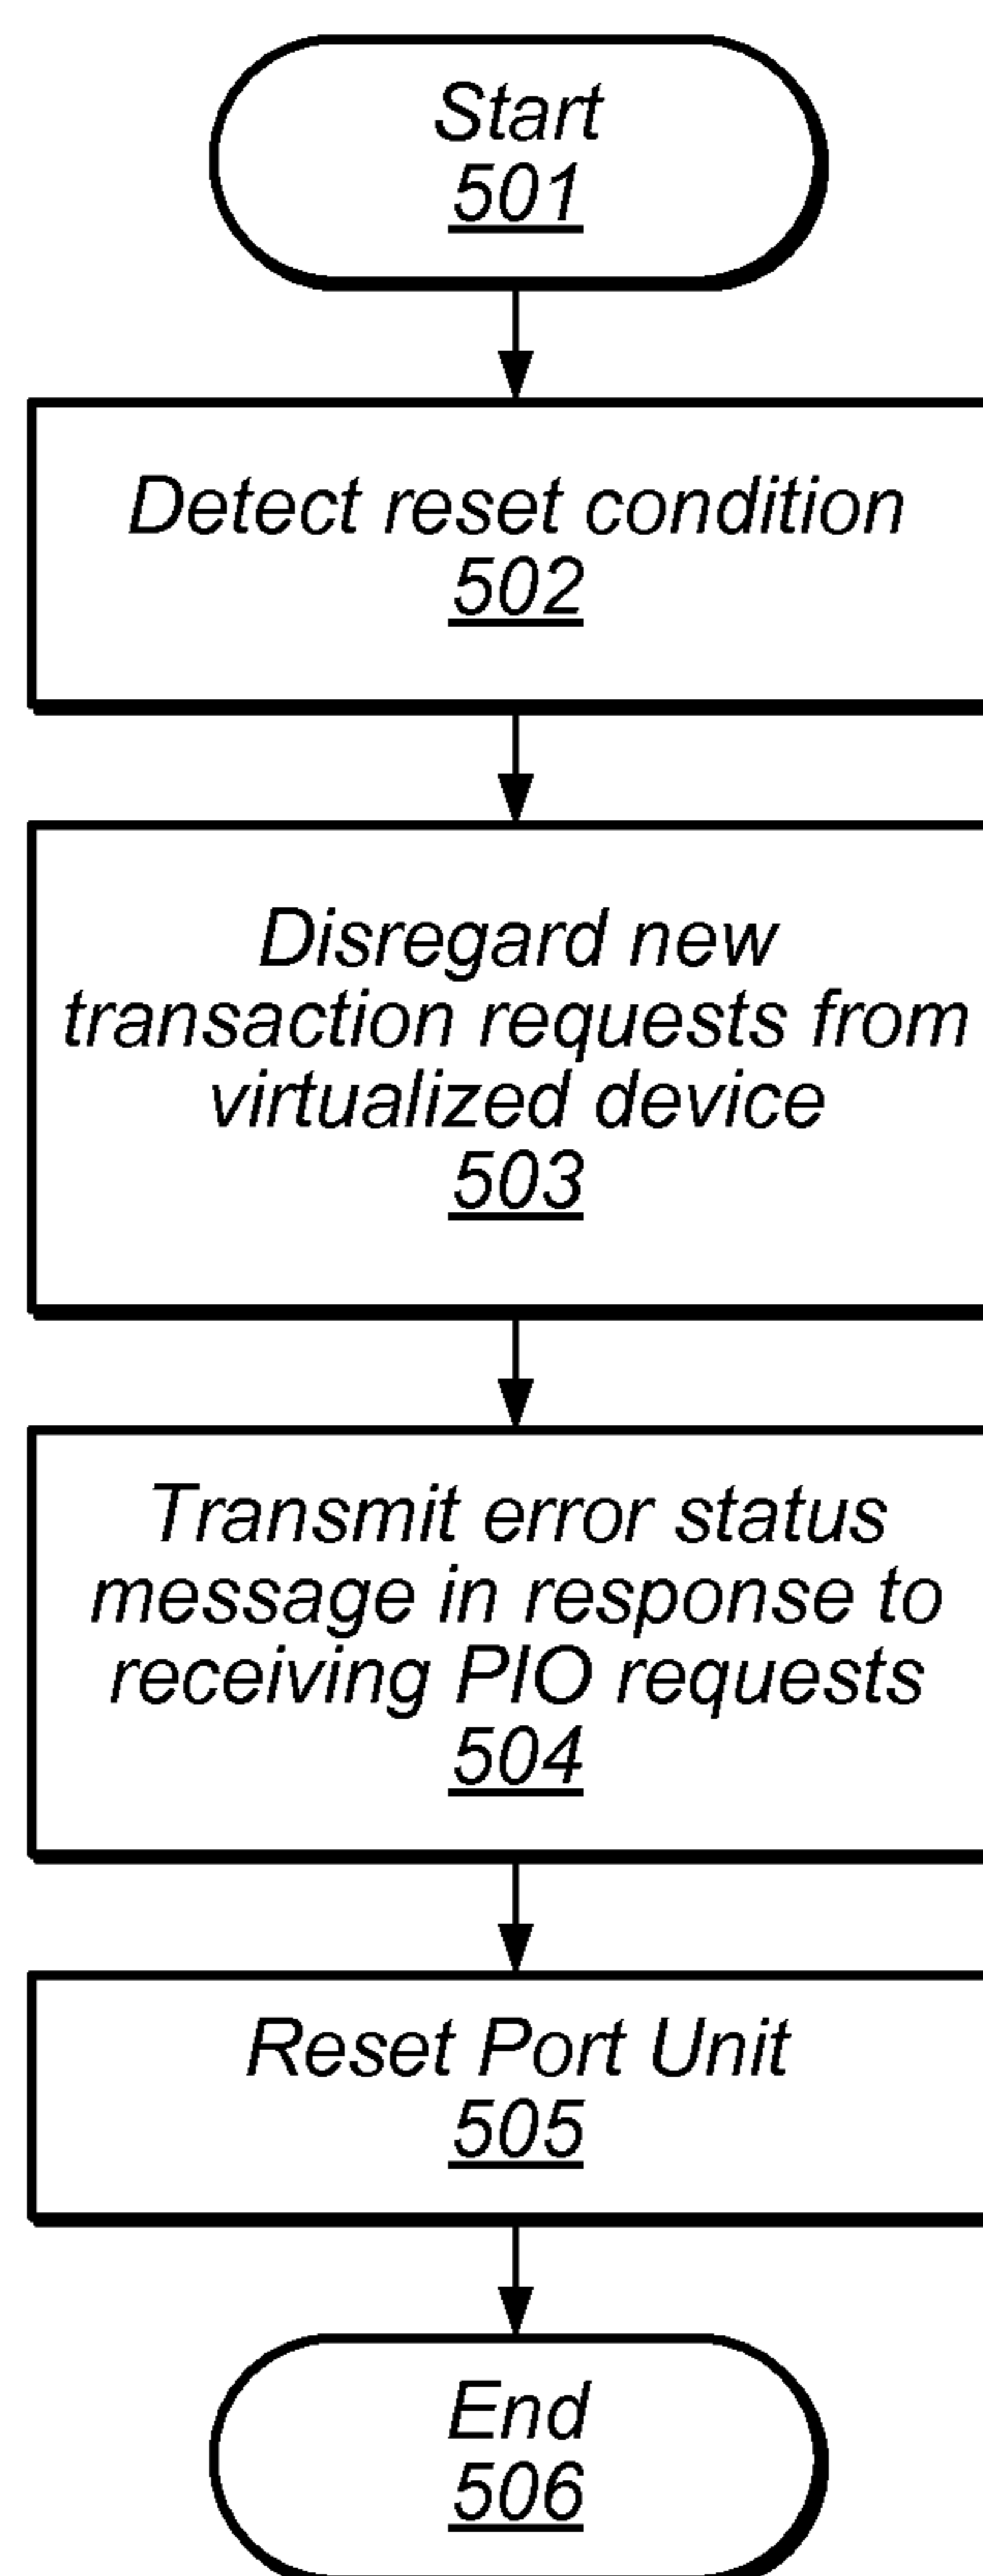 Start
501
Detect reset condition
502
Disregard new
transaction requests from
virtualized device
503
Transmit error status
message in response to
receiving PIO requests
504
Reset Port Unit
505
End
506